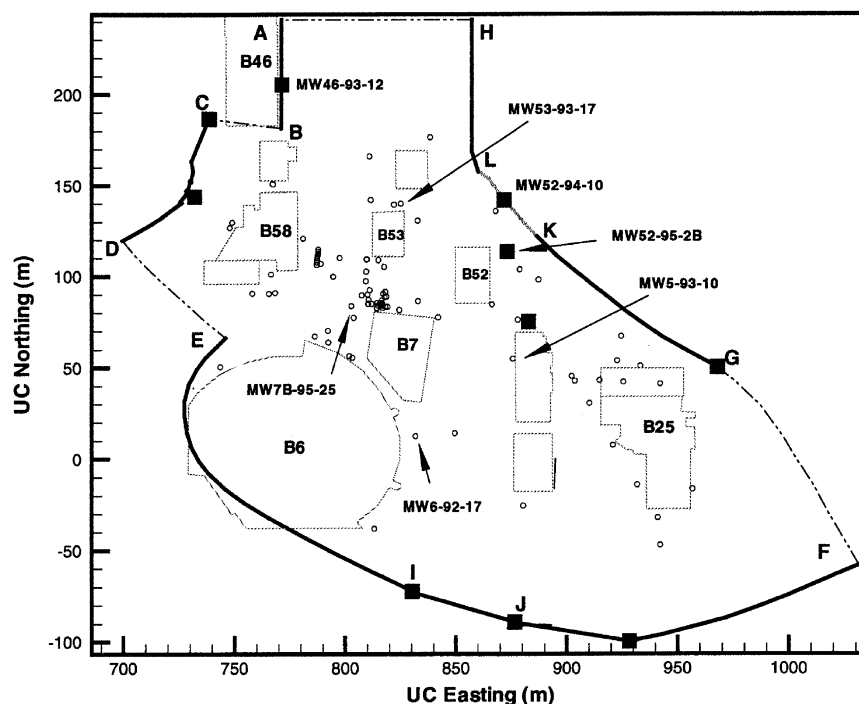 A
H
B46
200
C
MW46-93-12
MW53-93-17
B
L
150
MW52-94-10
B58
B53
K
D
MW52-95-2B
100
B52
MW5-93-10
E
B7
G
50
MW7B-95-25
B6
B25
0
MW6-92-17
-50
F
I
J
-100
UC Northing (m)
700
750
800
850
900
950
1000
UC Easting (m)